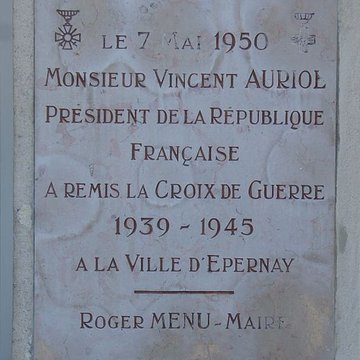 LE 7 MAI 1950
MONSIEUR VINCENT AURIOL
PRÉSIDENT DE LA RÉPUBLIQUE
FRANÇAISE
A REMIS LA CROIX DE GUERRE
1939 - 1945
A LA VILLE D'EPERNAY
ROGER MENU - MAIRE